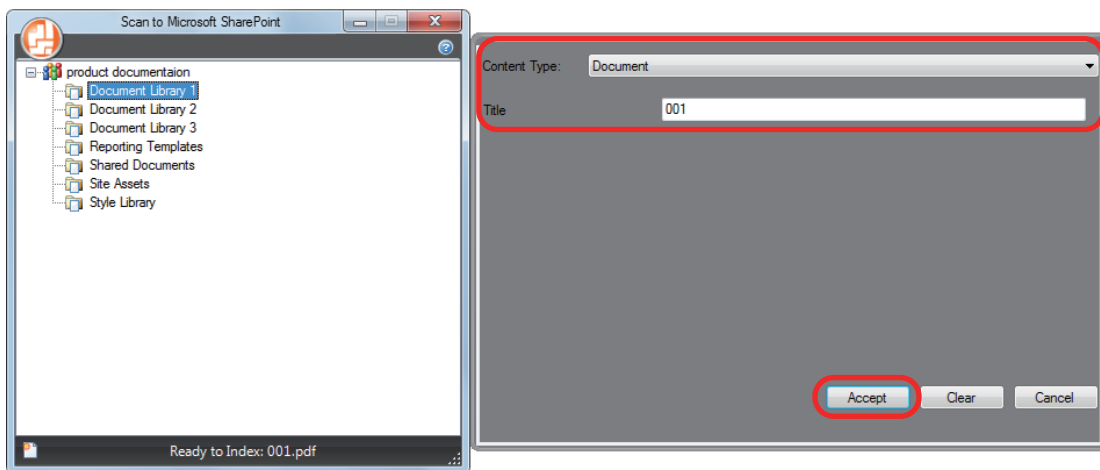 Scan to Microsoft SharePoint
product documentaion
Document Library 1
Document Library 2
Document Library 3
Reporting Templates
Shared Documents
Site Assets
Style Library
Ready to Index: 001.pdf
Content Type: Document
Title 001
Accept Clear Cancel